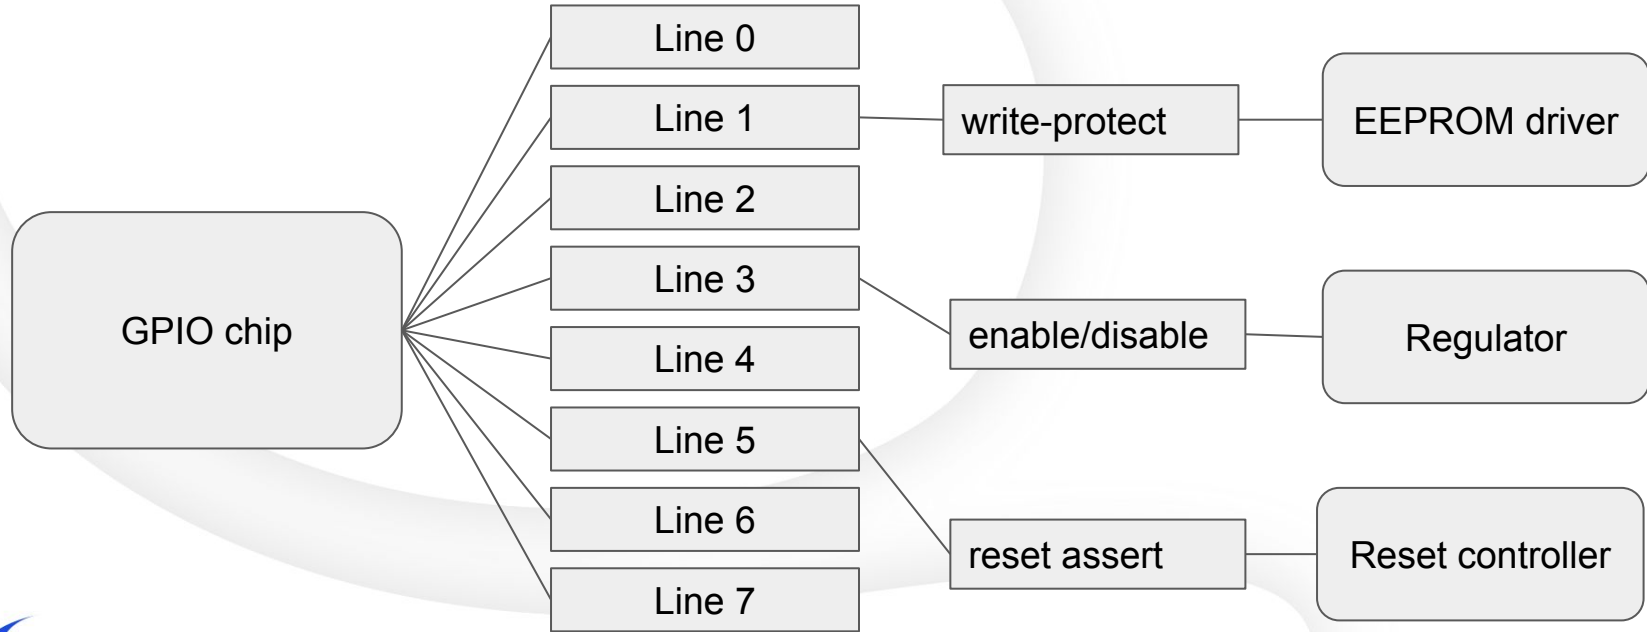 Line 0
Line 1
write-protect
EEPROM driver
Line 2
Line 3
GPIO chip
enable/disable
Regulator
Line 4
Line 5
Line 6
reset assert
Reset controller
Line 7